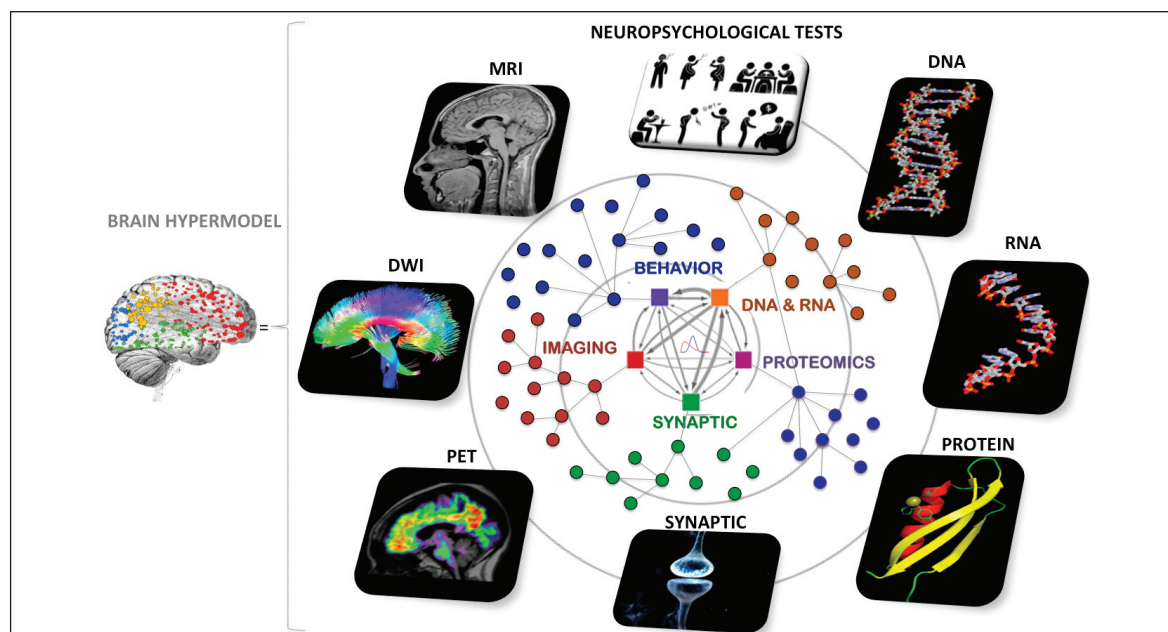 NEUROPSYCHOLOGICAL TESTS
MRI
DNA
BRAIN HYPERMODEL
=
DWI
BEHAVIOR
DNA & RNA
RNA
IMAGING
PROTEOMICS
SYNAPTIC
PET
SYNAPTIC
PROTEIN